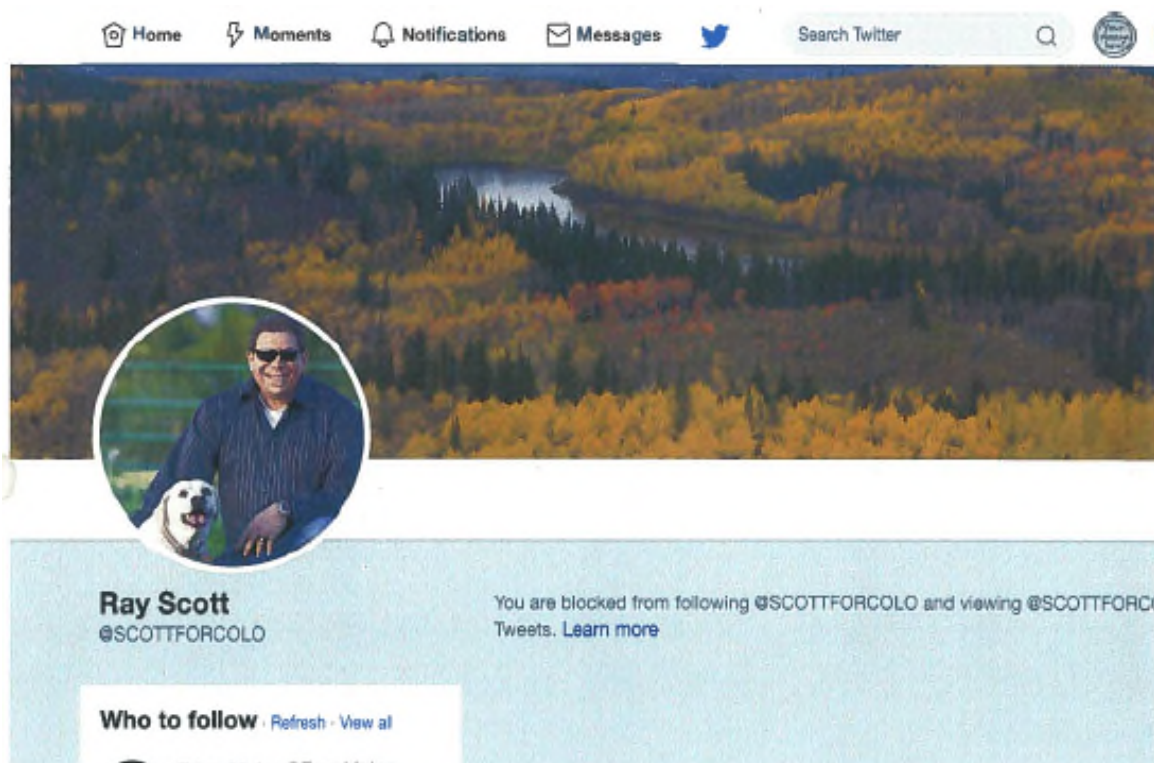 Home Moments Notifications Messages Search Twitter
Ray Scott
@SCOTTFORCOLO
You are blocked from following @SCOTTFORCOLO and viewing @SCOTTFORCO
Tweets. Learn more
Who to follow · Refresh · View all